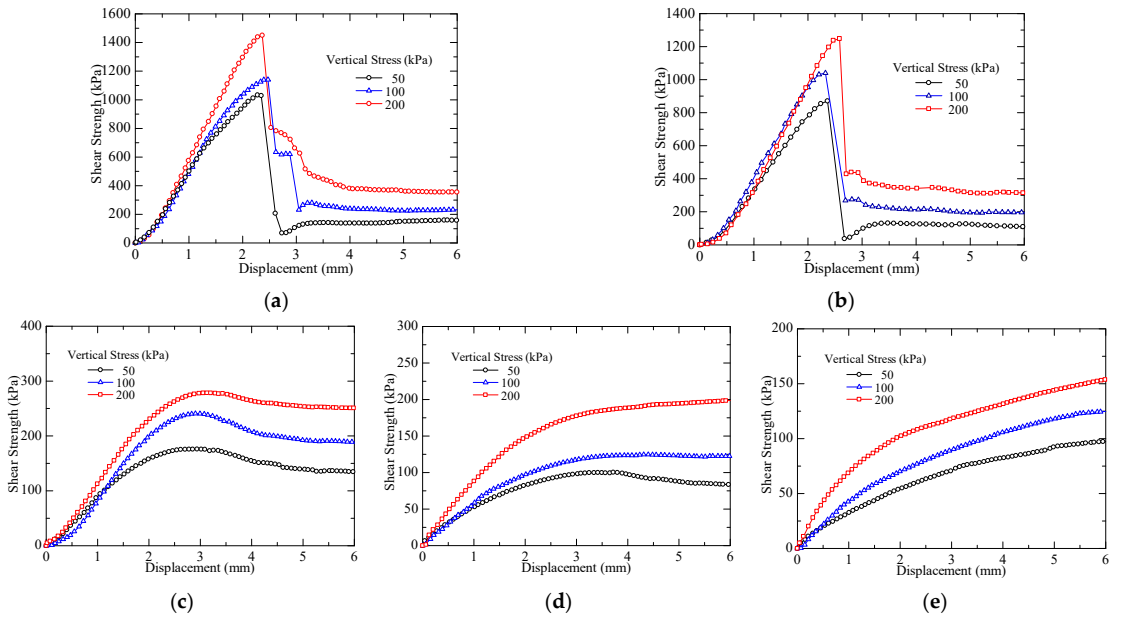 1600
1400
1200
1000
800
600
400
200
0
Shear Strength (kPa)
Vertical Stress (kPa)
50
100
200
0 1 2 3 4 5 6
Displacement (mm)
(a)
1400
1200
1000
800
600
400
200
0
Shear Strength (kPa)
Vertical Stress (kPa)
50
100
200
0 1 2 3 4 5 6
Displacement (mm)
(b)
400
300
200
100
0
Shear Strength (kPa)
Vertical Stress (kPa)
50
100
200
0 1 2 3 4 5 6
Displacement (mm)
(c)
300
250
200
150
100
50
0
Shear Strength (kPa)
Vertical Stress (kPa)
50
100
200
0 1 2 3 4 5 6
Displacement (mm)
(d)
200
150
100
50
0
Shear Strength (kPa)
Vertical Stress (kPa)
50
100
200
0 1 2 3 4 5 6
Displacement (mm)
(e)